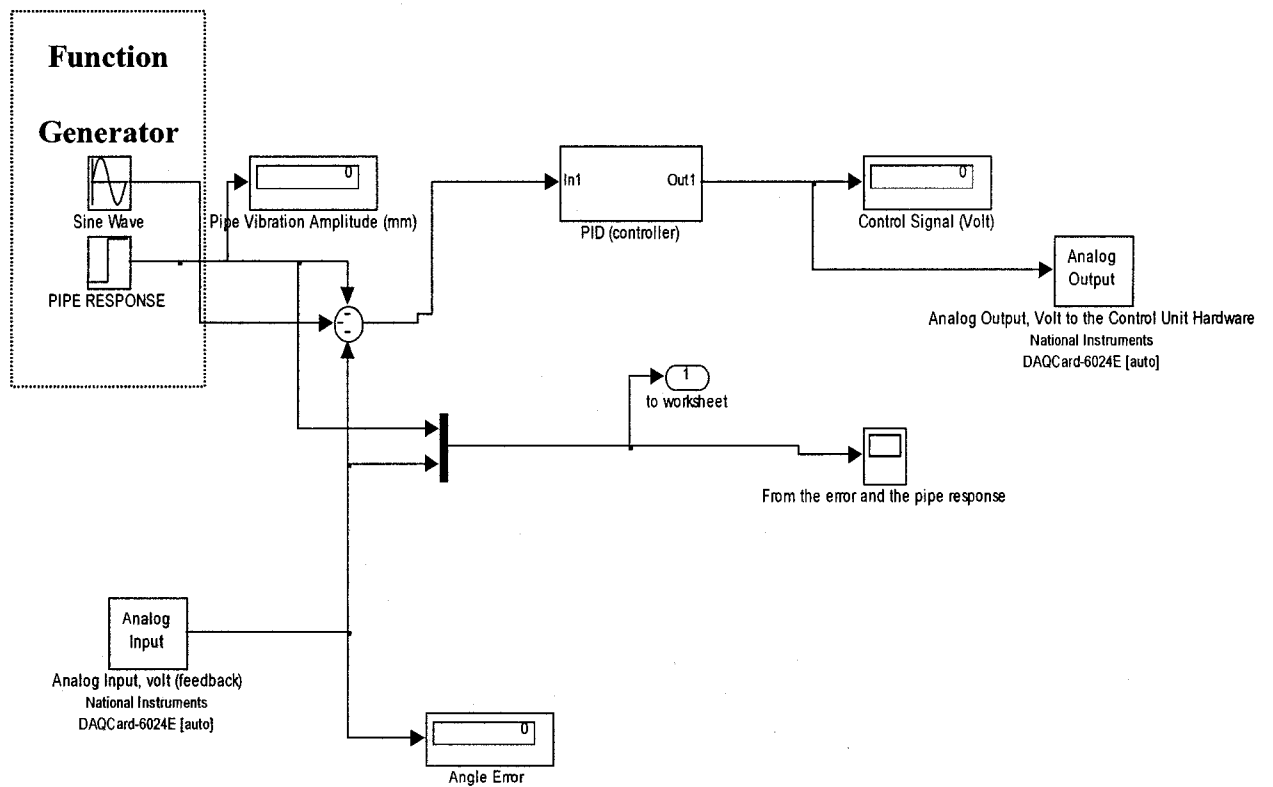 Function
Generator
Sine Wave
PIPE RESPONSE
0
Pipe Vibration Amplitude (mm)
In1 Out1
PID (controller)
0
Control Signal (Volt)
Analog
Output
Analog Output, Volt to the Control Unit Hardware
National Instruments
DAQCard-6024E [auto]
1
to worksheet
From the error and the pipe response
Analog
Input
Analog Input, volt (feedback)
National Instruments
DAQCard-6024E [auto]
0
Angle Error